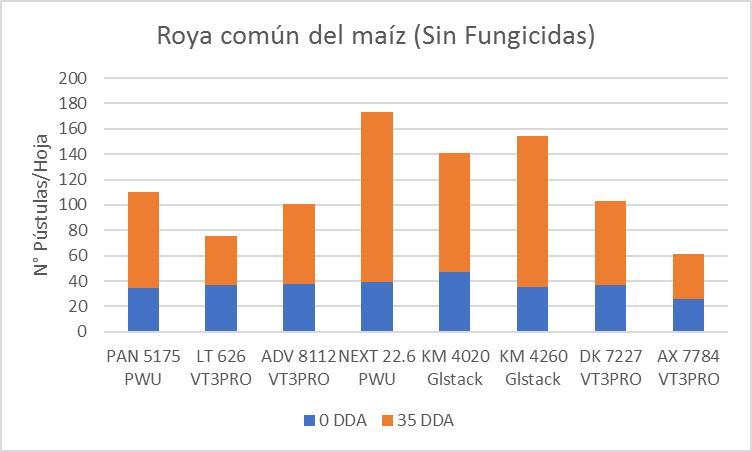 Roya común del maíz (Sin Fungicidas)
200
180
160
140
120
100
80
60
40
20
0
N° Pústulas/Hoja
PAN 5175 LT 626 ADV 8112 NEXT 22.6 KM 4020 KM 4260 DK 7227 AX 7784
PWU VT3PRO VT3PRO PWU Glstack Glstack VT3PRO VT3PRO
0 DDA 35 DDA